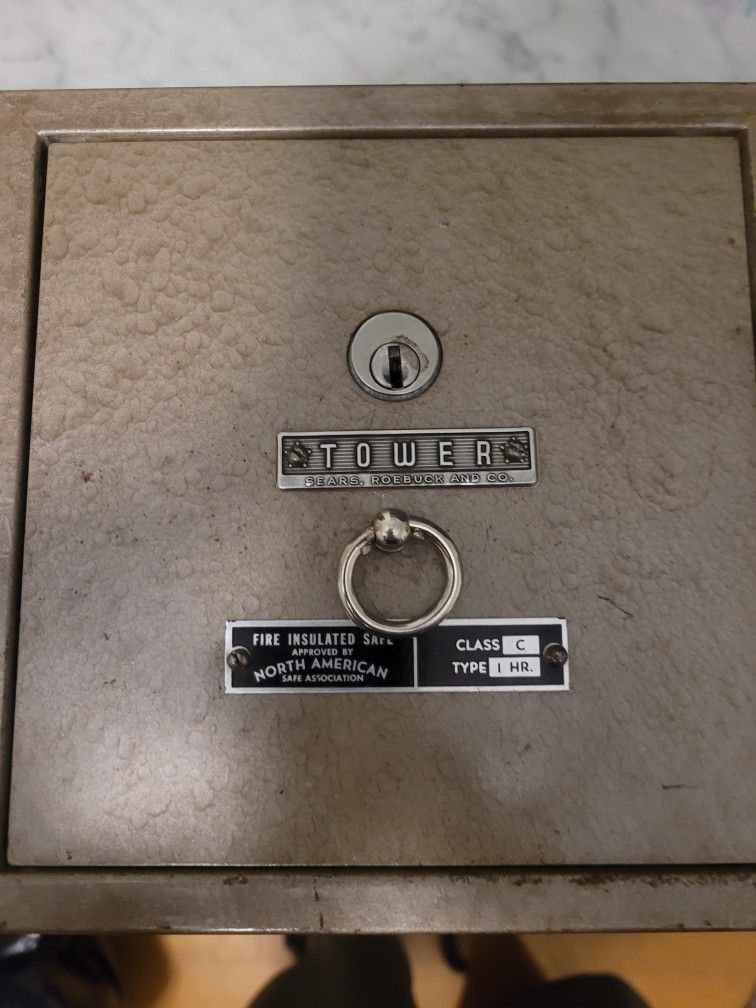 TOWER
SEARS, ROEBUCK AND CO.
FIRE INSULATED SAFE
APPROVED BY
NORTH AMERICAN
SAFE ASSOCIATION
CLASS C
TYPE 1 HR.